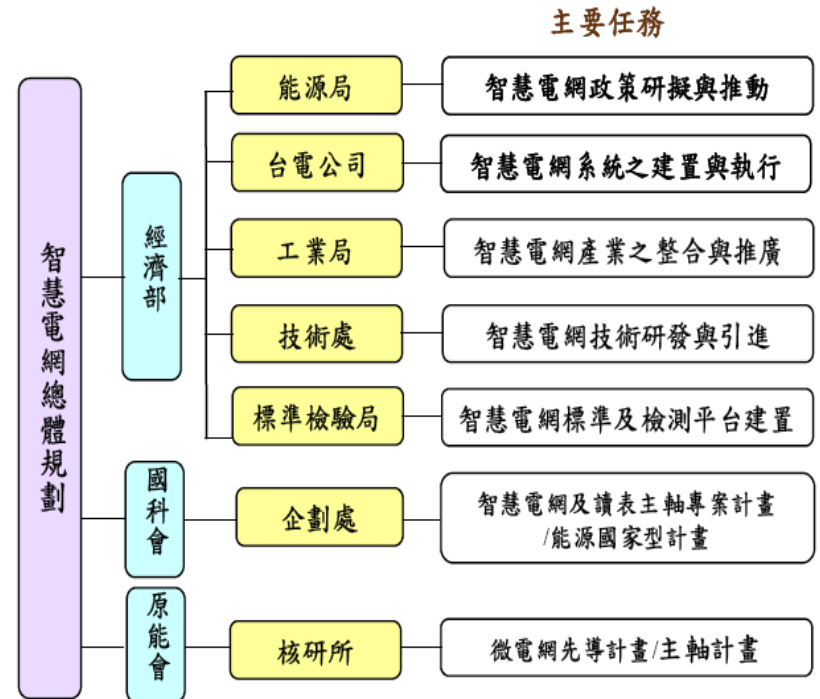 主要任務
智慧電網總體規劃
經濟部
能源局
智慧電網政策研擬與推動
台電公司
智慧電網系統之建置與執行
工業局
智慧電網產業之整合與推廣
技術處
智慧電網技術研發與引進
標準檢驗局
智慧電網標準及檢測平台建置
國科會
企劃處
智慧電網及讀表主軸專案計畫
/能源國家型計畫
原能會
核研所
微電網先導計畫/主軸計畫